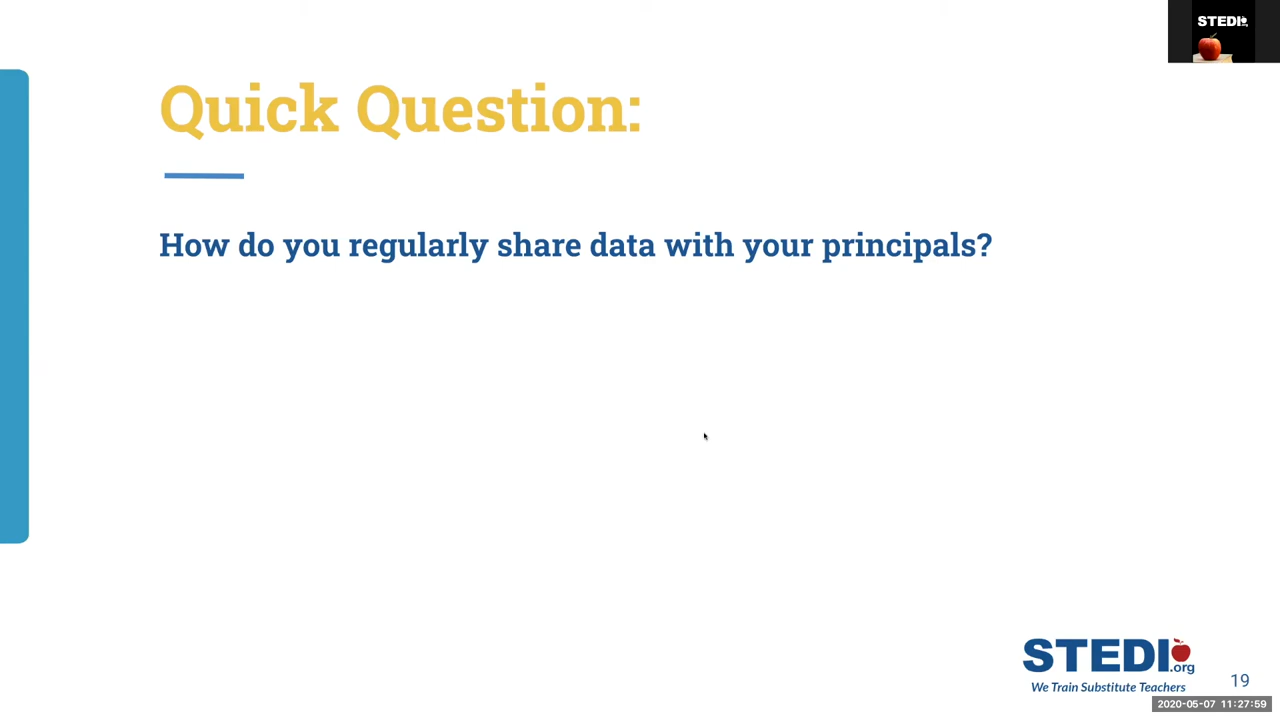 STEDI
Quick Question:
How do you regularly share data with your principals?
STEDI.org
We Train Substitute Teachers
19
2020-05-07 11:27:59